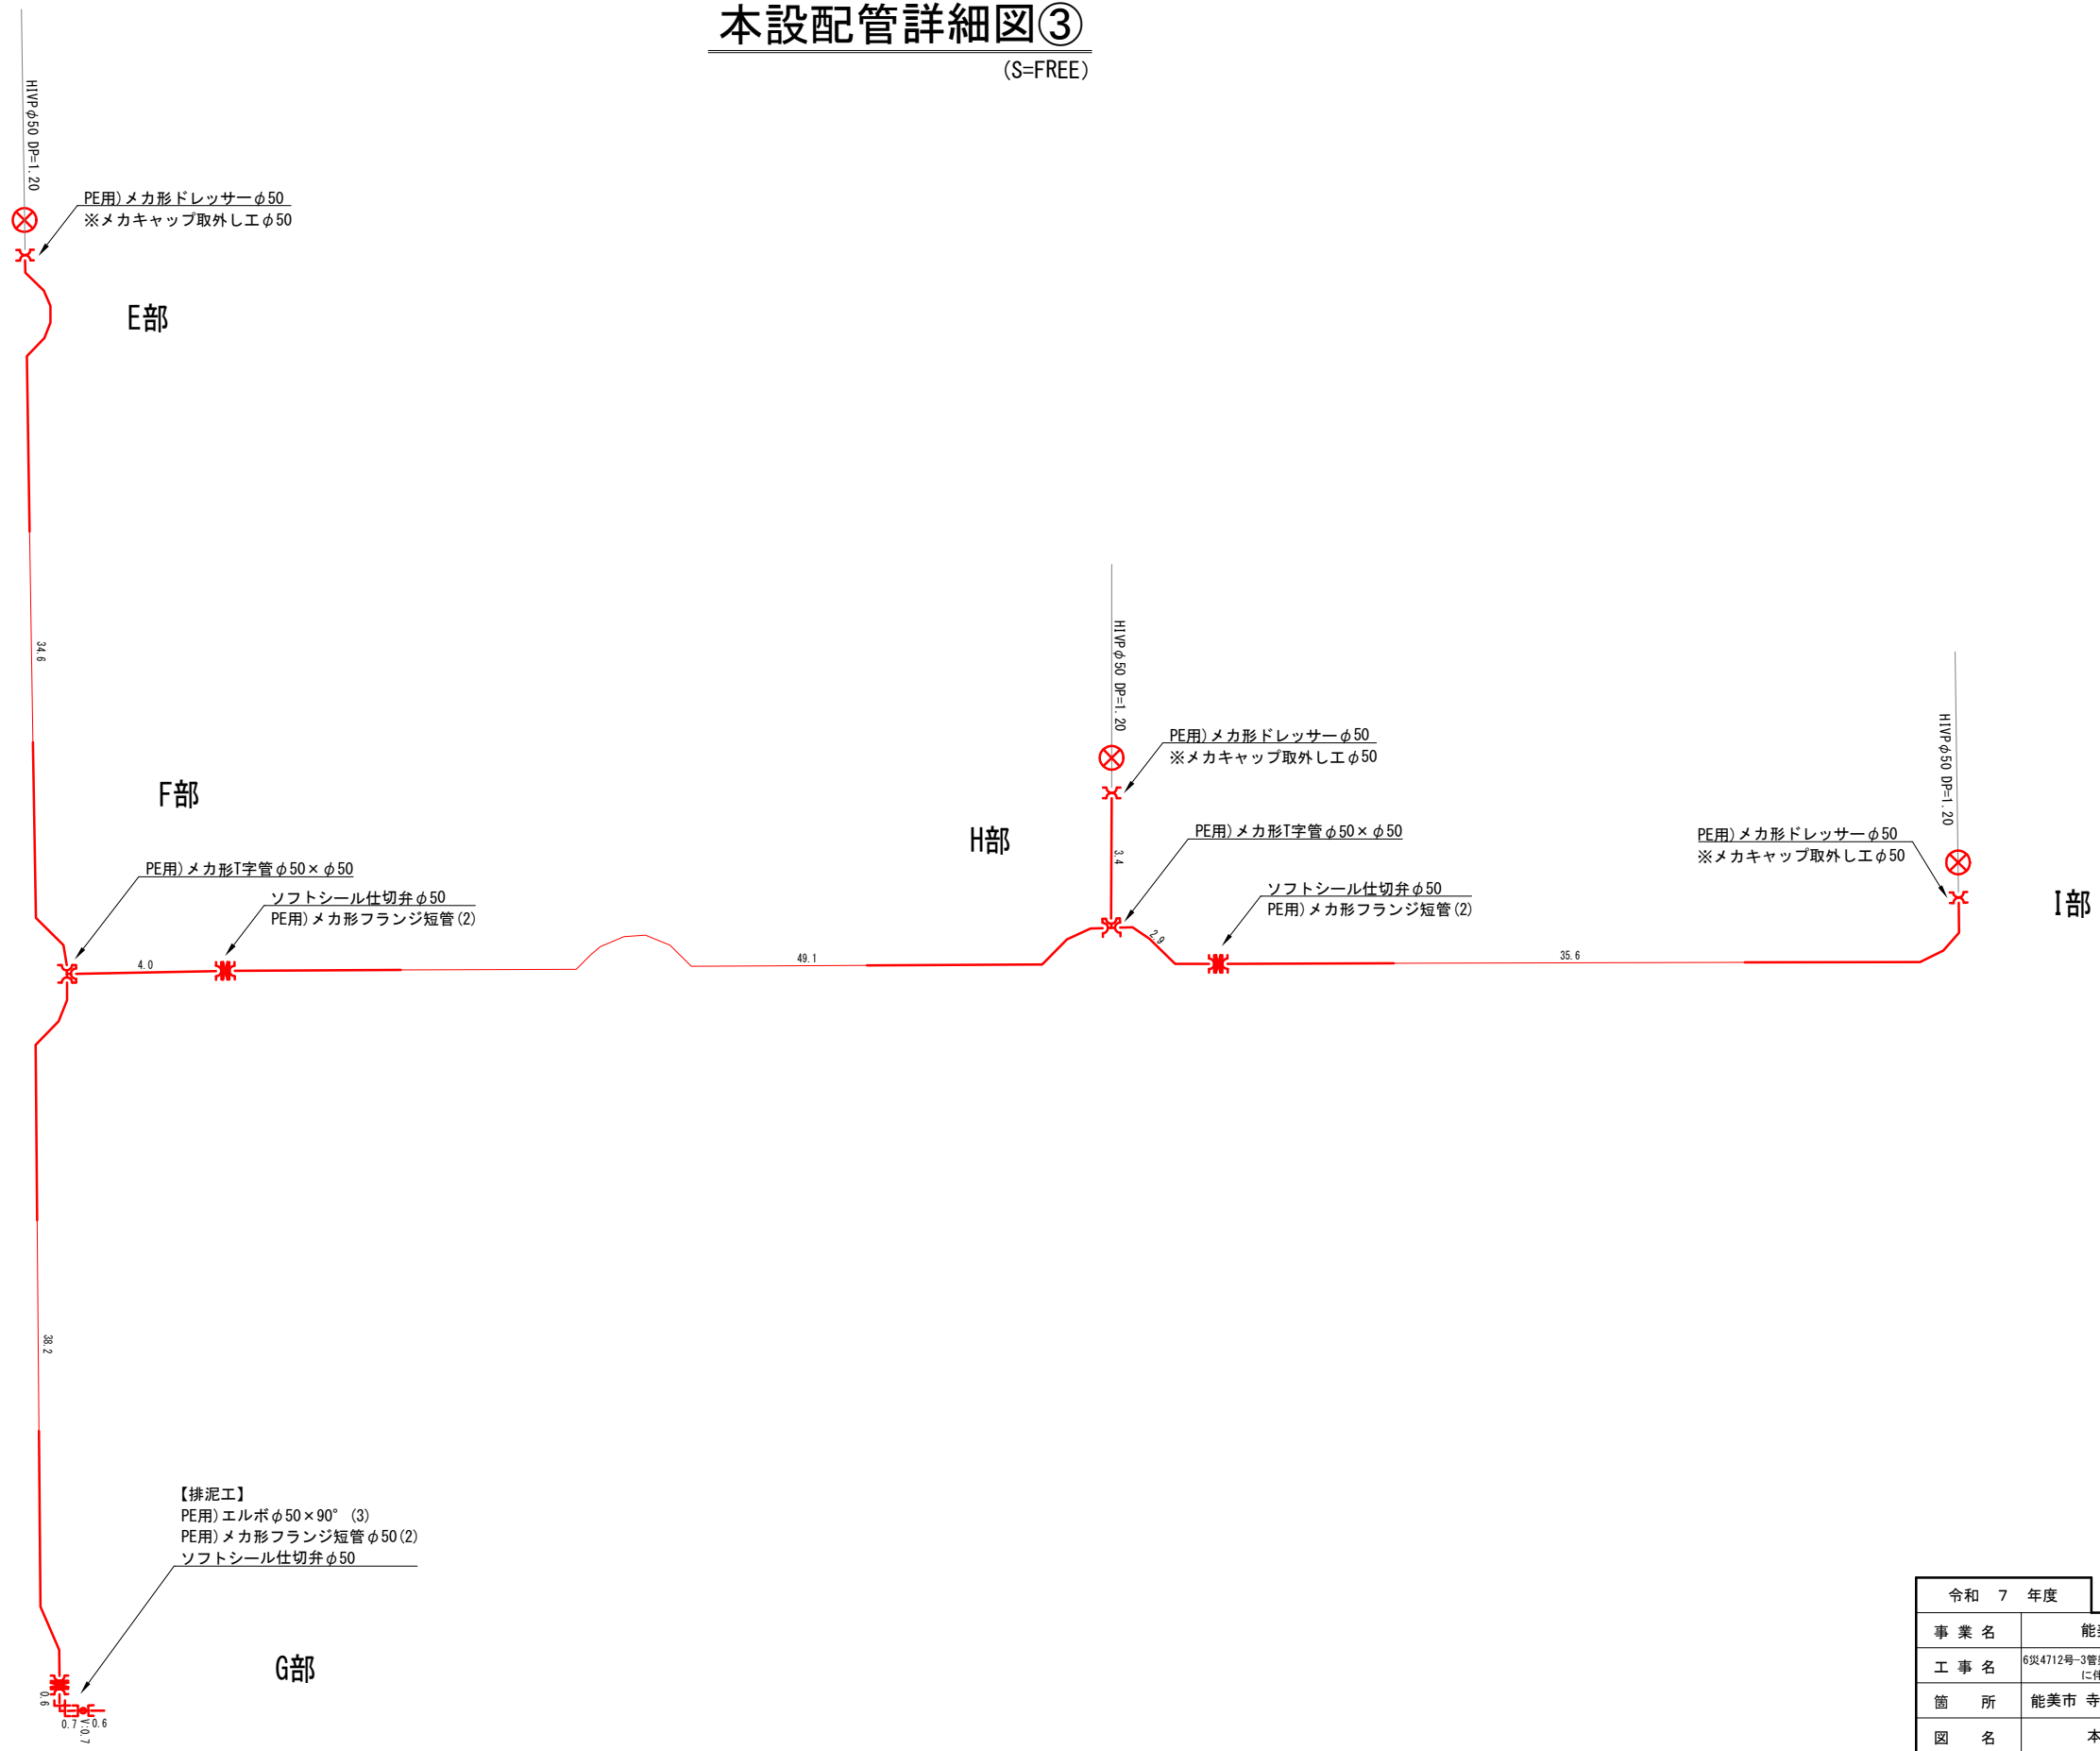 本設配管詳細図③
(S=FREE)
HIVPφ50 DP=1.20
PE用)メカ形ドレッサーφ50
※メカキャップ取外し工φ50
E部
34.6
F部
PE用)メカ形T字管φ50×φ50
ソフトシール仕切弁φ50
PE用)メカ形フランジ短管(2)
4.0
49.1
HIVPφ50 DP=1.20
PE用)メカ形ドレッサーφ50
※メカキャップ取外し工φ50
H部
3.4
PE用)メカ形T字管φ50×φ50
ソフトシール仕切弁φ50
PE用)メカ形フランジ短管(2)
2.9
35.6
HIVPφ50 DP=1.20
PE用)メカ形ドレッサーφ50
※メカキャップ取外し工φ50
I部
38.2
【排泥工】
PE用)エルボφ50×90°(3)
PE用)メカ形フランジ短管φ50(2)
ソフトシール仕切弁φ50
G部
0.6
0.7
V:0.7
0.6
令和 7 年度
事業名
工事名 6災4712号-3管
に
箇所 能美市 寺
図名 本